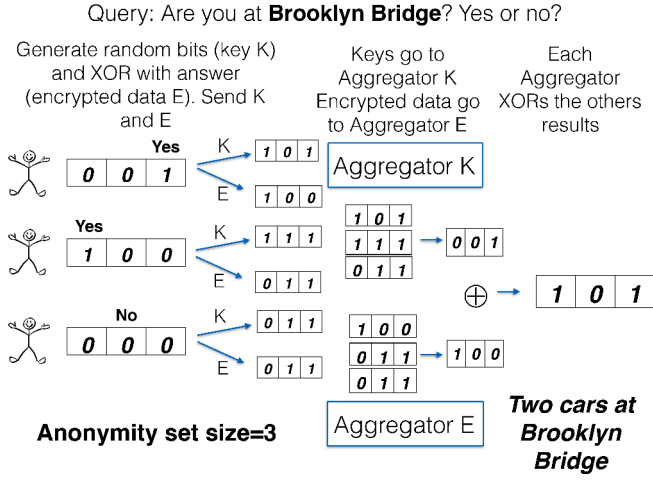 Query: Are you at Brooklyn Bridge? Yes or no?
Generate random bits (key K)
and XOR with answer
(encrypted data E). Send K
and E
Keys go to
Aggregator K
Encrypted data go
to Aggregator E
Each
Aggregator
XORs the others
results
Yes
0 0 1
K
1 0 1
E
1 0 0
Aggregator K
Yes
1 0 0
K
1 1 1
E
0 1 1
1 0 1
1 1 1
0 1 1
0 0 1
⊕
1 0 1
No
0 0 0
K
0 1 1
E
0 1 1
1 0 0
0 1 1
0 1 1
1 0 0
Anonymity set size=3
Aggregator E
Two cars at
Brooklyn
Bridge